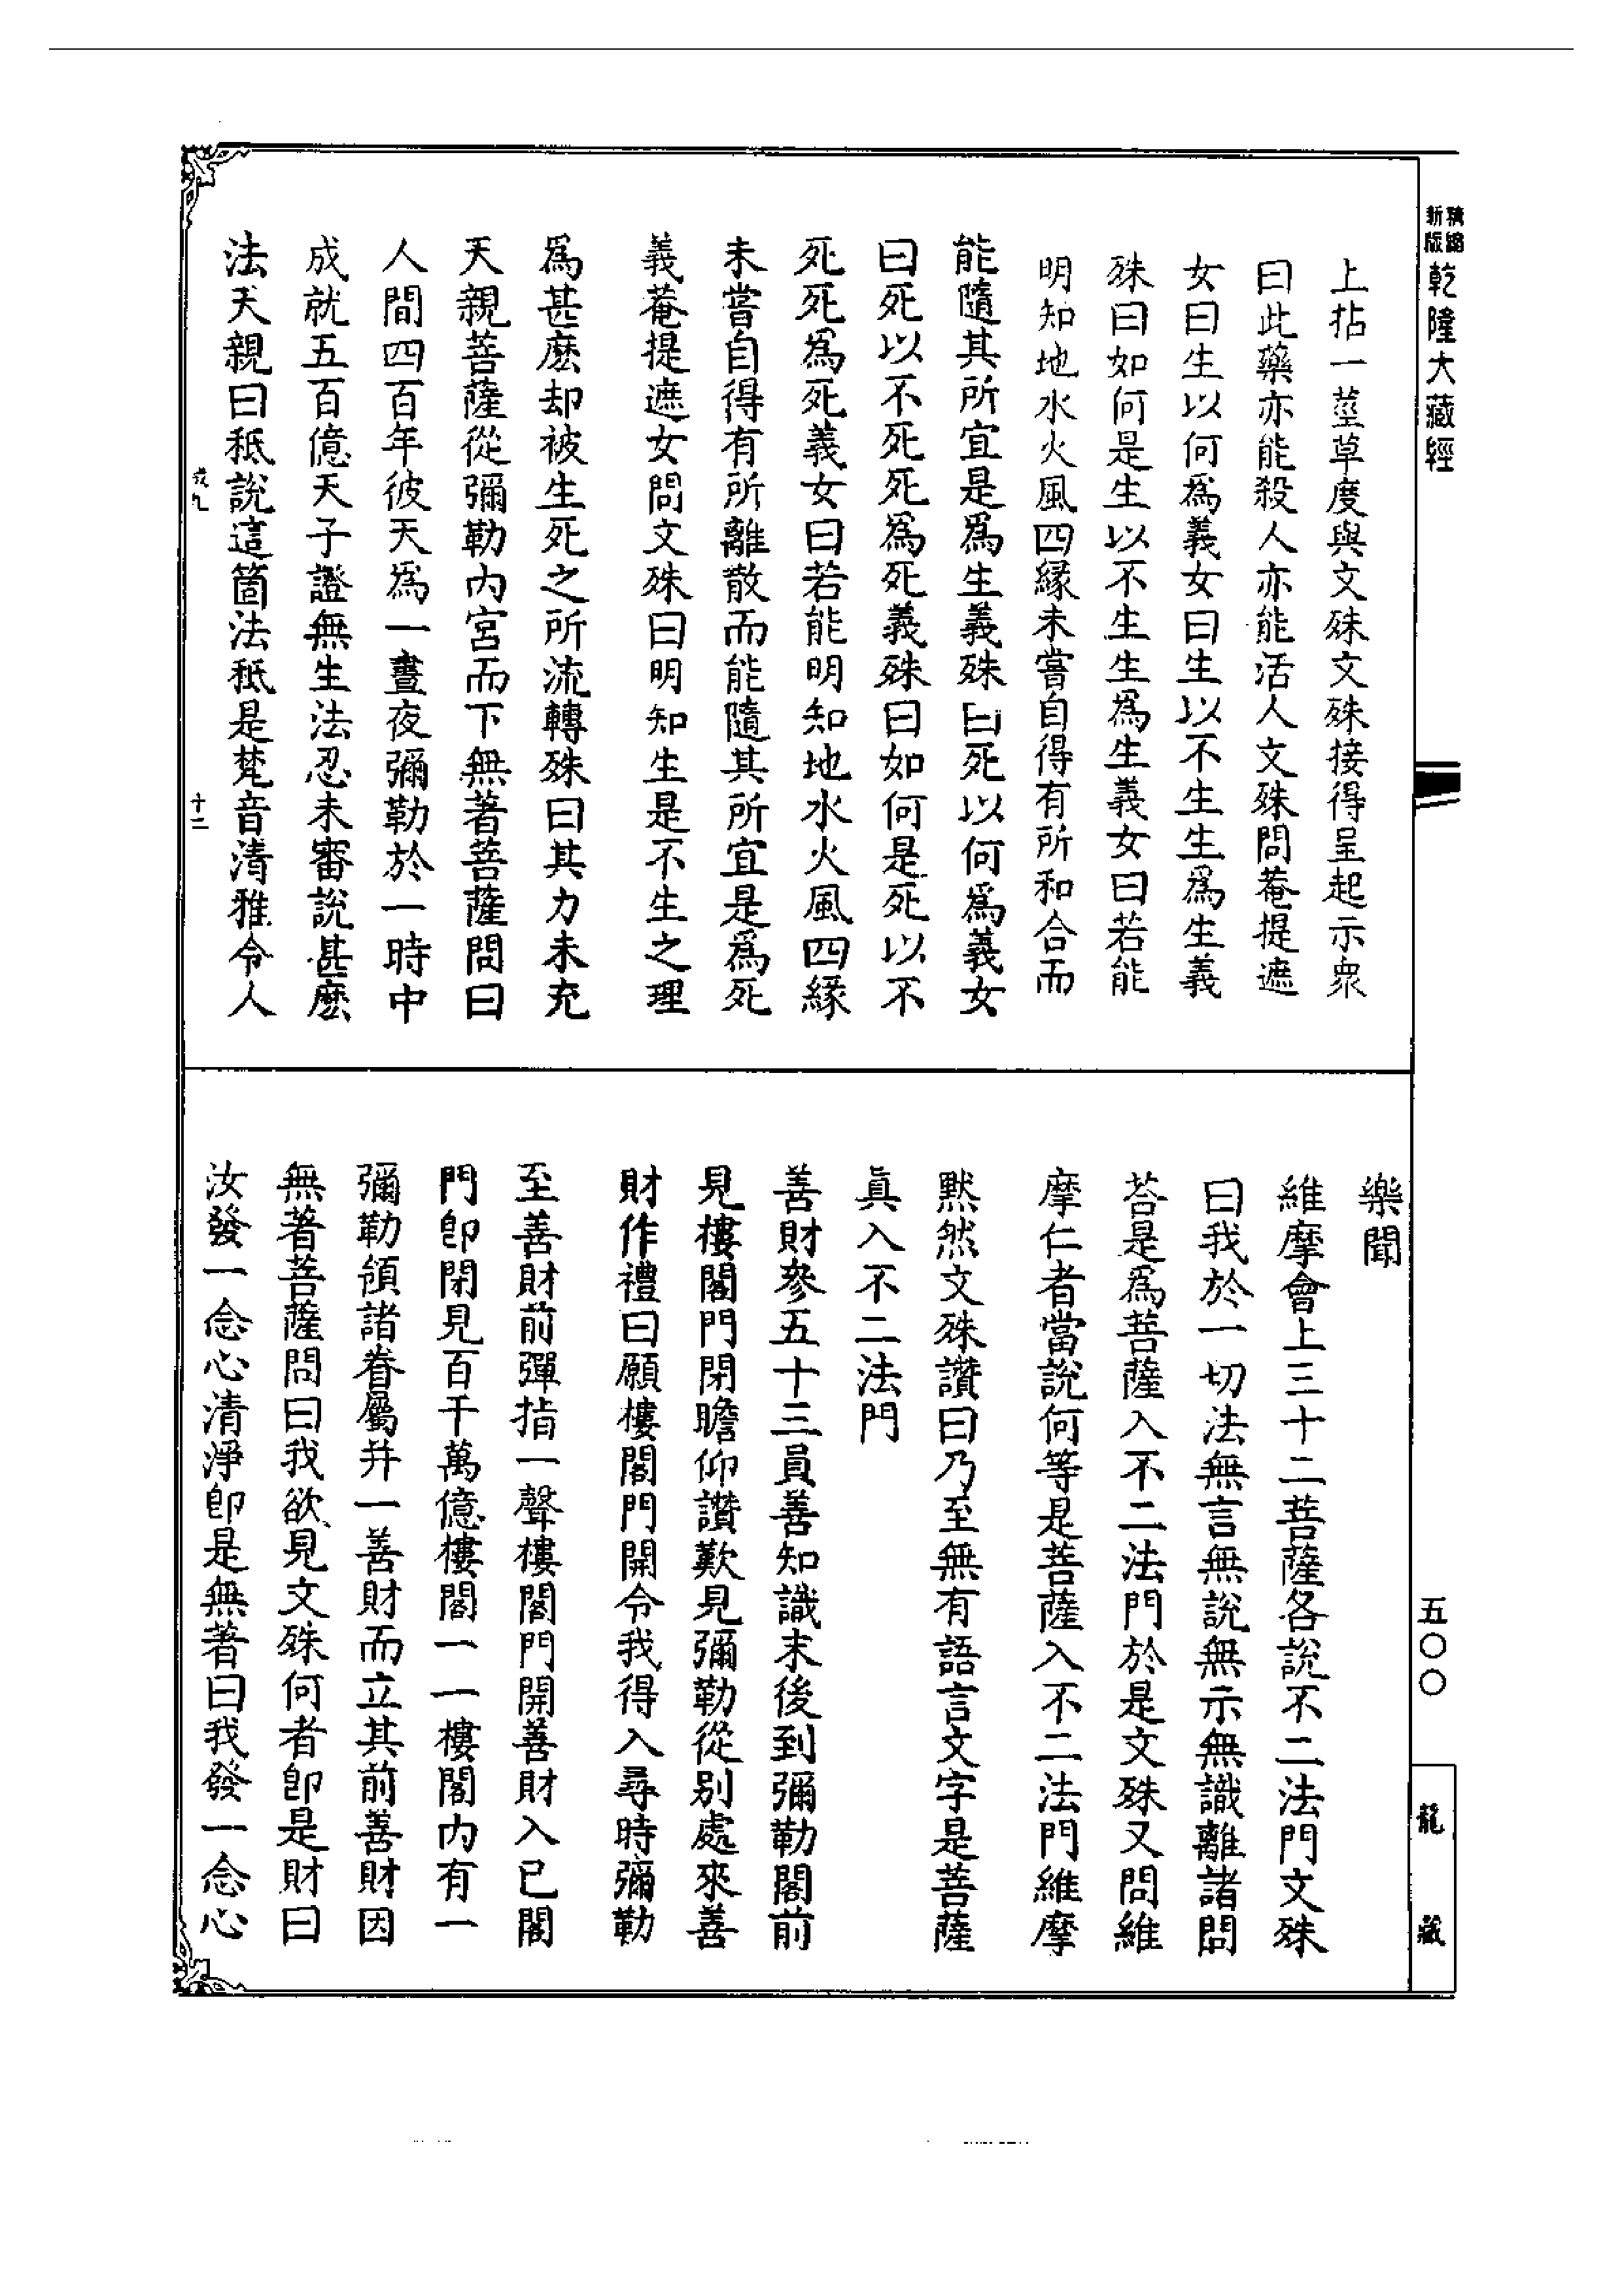 精縮新版乾隆大藏經
上拈一莖草度與文殊文殊接得呈起示衆
曰此藥亦能殺人亦能活人文殊問菴提遮
女曰生以何爲義女曰生以不生生爲生義
殊曰如何是生以不生生爲生義女曰若能
明知地水火風四緣未嘗自得有所和合而
能隨其所宜是爲生義殊曰死以何爲義女
曰死以不死死爲死義殊曰如何是死以不
死死爲死義女曰若能明知地水火風四緣
未嘗自得有所離散而能隨其所宜是爲死
義菴提遮女問文殊曰明知生是不生之理
爲甚麽却被生死之所流轉殊曰其力未充
天親菩薩從彌勒內宮而下無著菩薩問曰
人間四百年彼天爲一晝夜彌勒於一時中
成就五百億天子證無生法忍未審說甚麽
法天親曰秖說這箇法秖是梵音清雅令人
十二
樂聞
維摩會上三十二菩薩各說不二法門文殊
曰我於一切法無言無說無示無識離諸問
荅是爲菩薩入不二法門於是文殊又問維
摩仁者當說何等是菩薩入不二法門維摩
默然文殊讚曰乃至無有語言文字是菩薩
眞入不二法門
善財參五十三員善知識末後到彌勒閣前
見樓閣門閉瞻仰讚歎見彌勒從別處來善
財作禮曰願樓閣門開令我得入尋時彌勒
至善財前彈指一聲樓閣門開善財入已閣
門卽閉見百千萬億樓閣一一樓閣內有一
彌勒領諸眷屬并一善財而立其前善財因
無著菩薩問曰我欲見文殊何者卽是財曰
汝發一念心清淨卽是無著曰我發一念心
五〇〇
龍藏